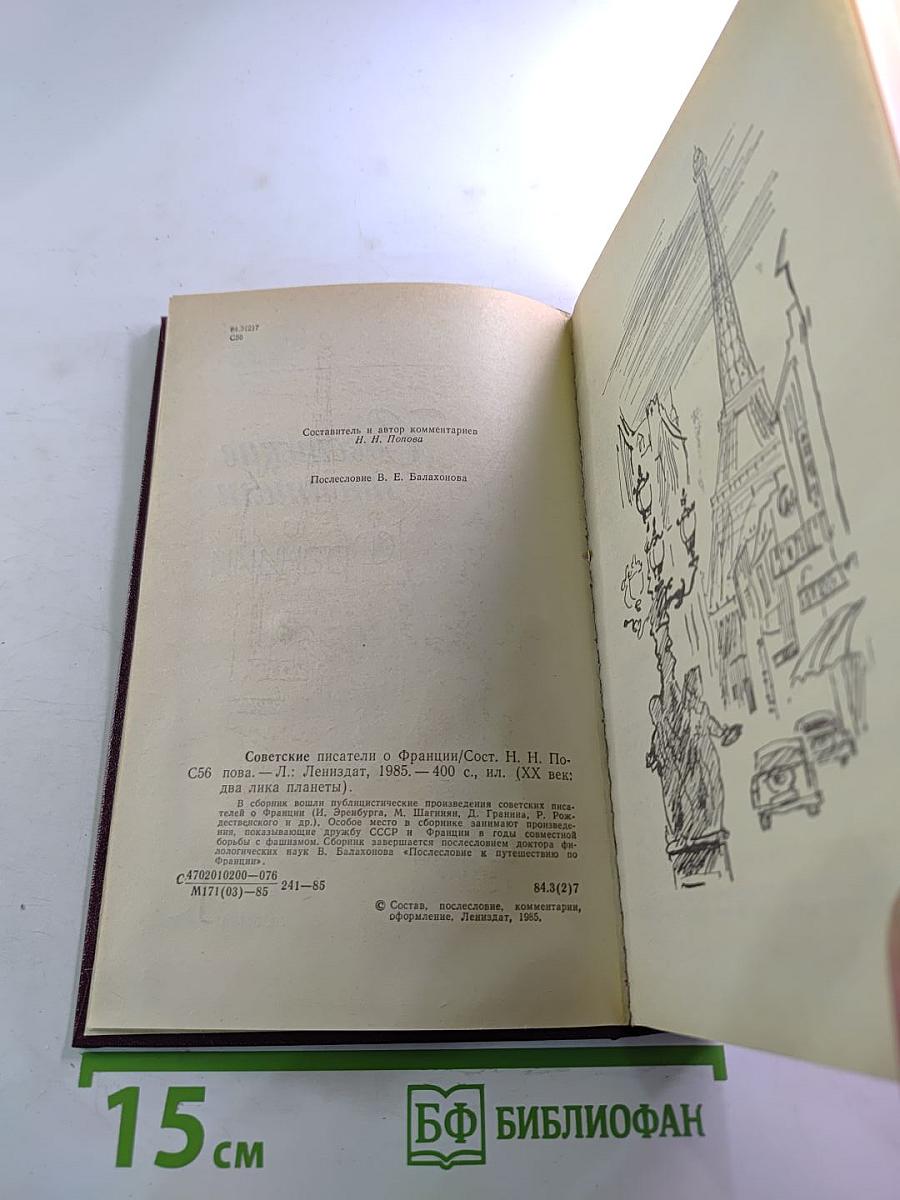 84.3(2)7
С56
Составитель и автор комментариев
Н. Н. Попова
Послесловие В. Е. Балахонова
Советские писатели о Франции/Сост. Н. Н. По-
С56 пова. — Л.: Лениздат, 1985. — 400 с., ил. (XX век:
два лика планеты).
В сборник вошли публицистические произведения советских писа-
телей о Франции (И. Эренбурга, М. Шагинян, Д. Гранина, Р. Рож-
дественского и др.). Особое место в сборнике занимают произведе-
ния, показывающие дружбу СССР и Франции в годы совместной
борьбы с фашизмом. Сборник завершается послесловием доктора фи-
лологических наук В. Балахонова «Послесловие к путешествию по
Франции».
С 4702010200—076
М171(03)—85 241—85
84.3(2)7
© Состав, послесловие, комментарии,
оформление, Лениздат, 1985.
15 см
БФ БИБЛИОФАН